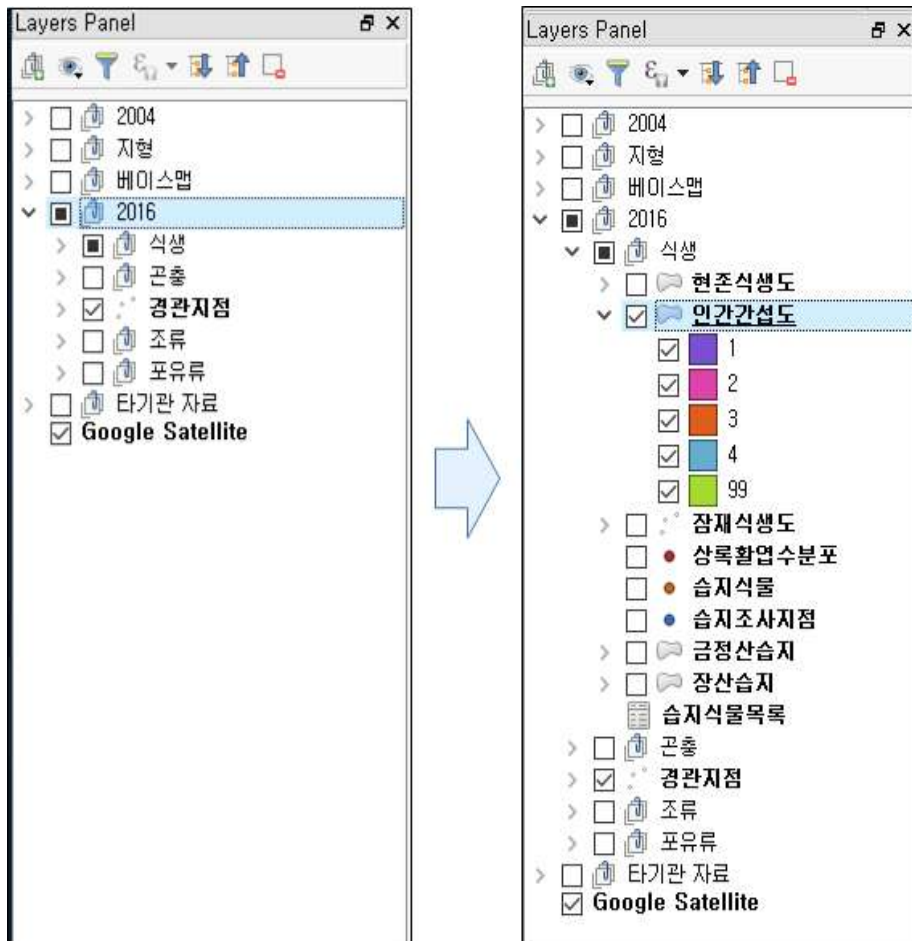 Layers Panel
2004
지형
베이스맵
2016
식생
곤충
경관지점
조류
포유류
타기관 자료
Google Satellite
Layers Panel
2004
지형
베이스맵
2016
식생
현존식생도
인간간섭도
1
2
3
4
99
잠재식생도
상록활엽수분포
습지식물
습지조사지점
금정산습지
장산습지
습지식물목록
곤충
경관지점
조류
포유류
타기관 자료
Google Satellite